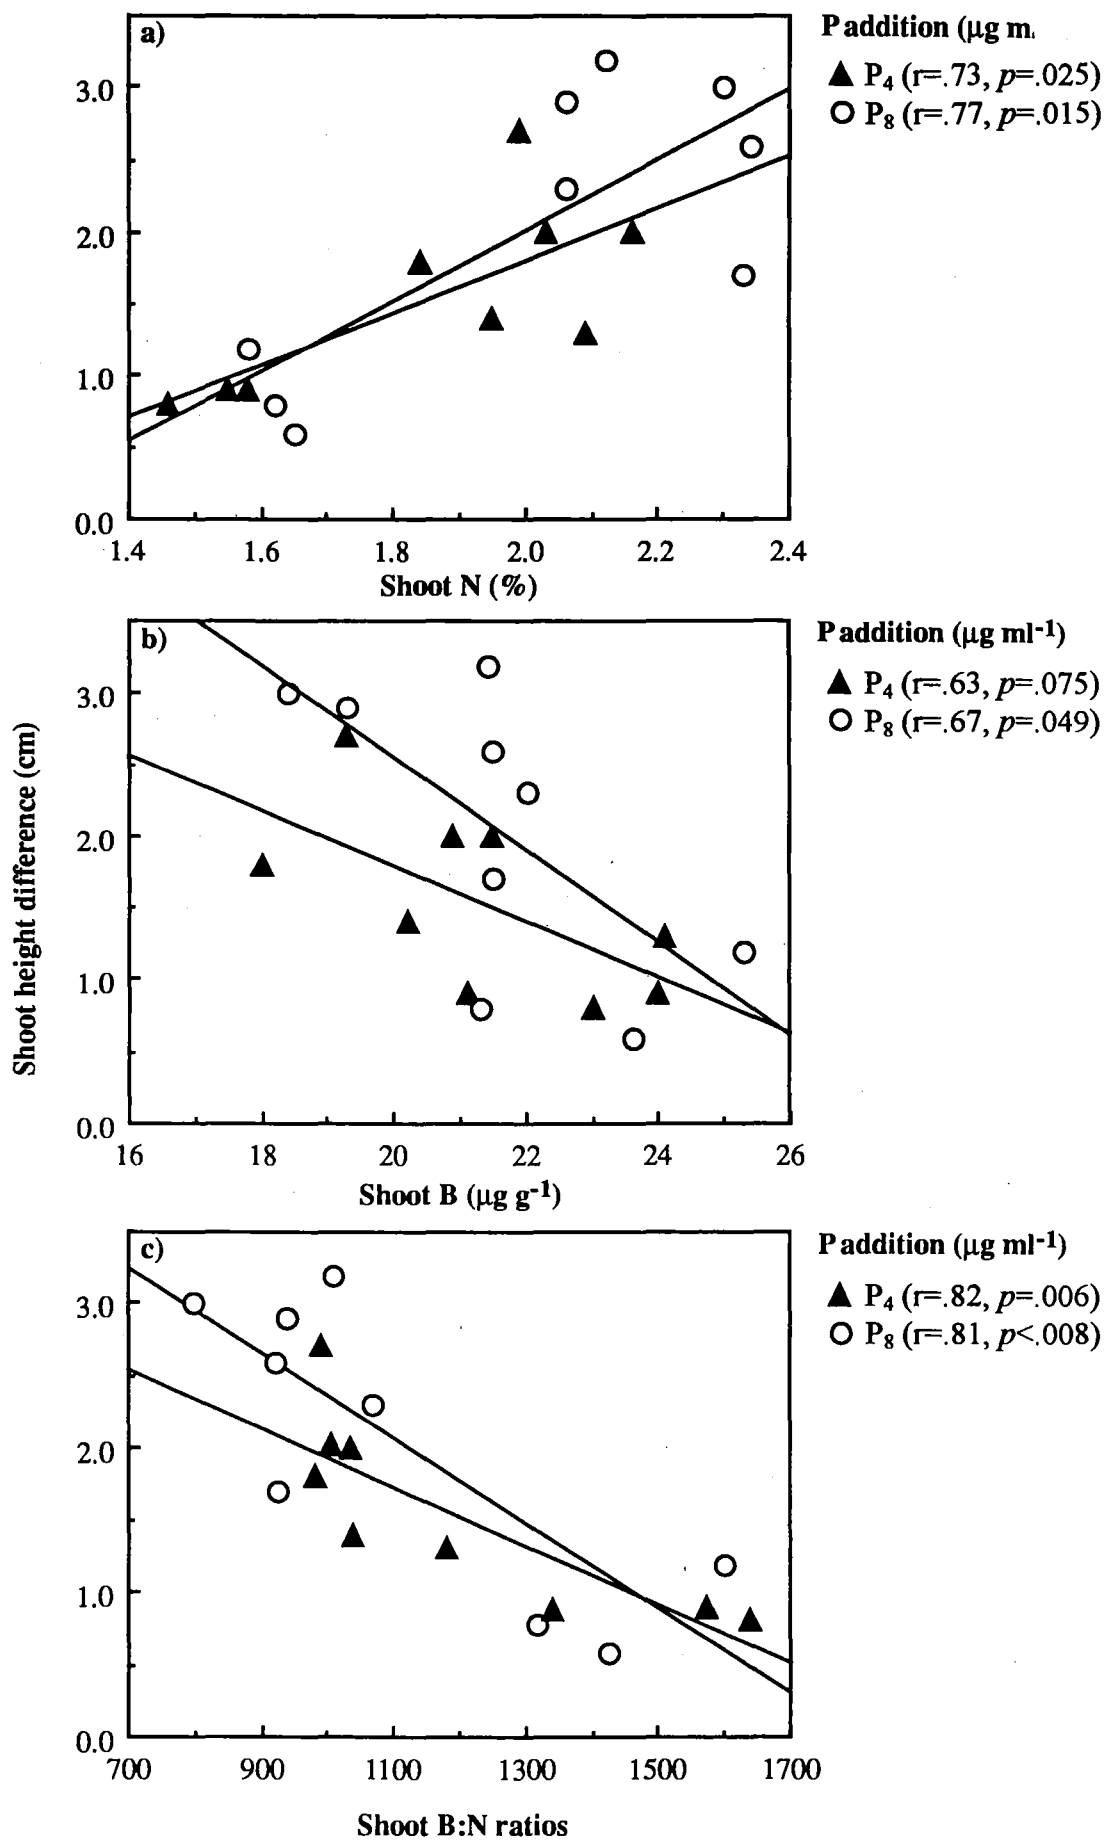 a)
P addition (μg m
P4 (r=.73, p=.025)
P8 (r=.77, p=.015)
3.0
2.0
1.0
0.0
1.4 1.6 1.8 2.0 2.2 2.4
Shoot N (%)
b)
P addition (μg ml-1)
P4 (r=.63, p=.075)
P8 (r=.67, p=.049)
3.0
2.0
1.0
0.0
Shoot height difference (cm)
16 18 20 22 24 26
Shoot B (μg g-1)
c)
P addition (μg ml-1)
P4 (r=.82, p=.006)
P8 (r=.81, p<.008)
3.0
2.0
1.0
0.0
700 900 1100 1300 1500 1700
Shoot B:N ratios